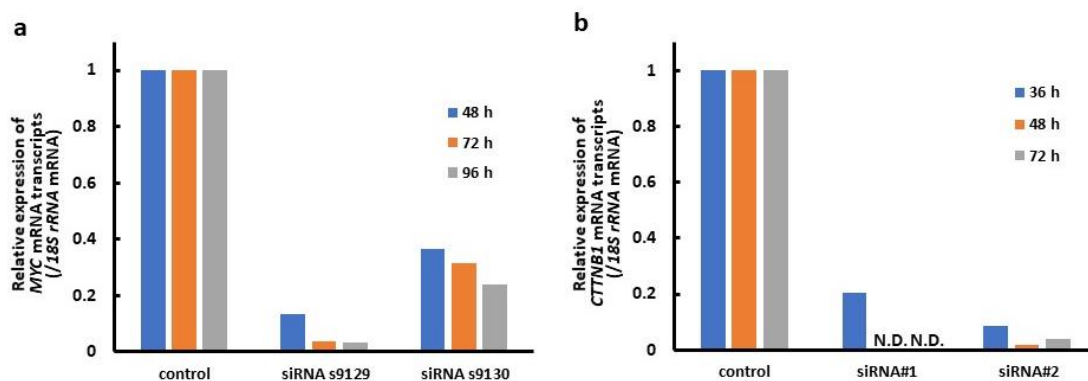 a
Relative expression of
MYC mRNA transcripts
(/18S rRNA mRNA)
1
0.8
0.6
0.4
0.2
0
48 h
72 h
96 h
control
siRNA s9129
siRNA s9130
b
Relative expression of
CTTNB1 mRNA transcripts
(/18S rRNA mRNA)
1
0.8
0.6
0.4
0.2
0
36 h
48 h
72 h
N.D. N.D.
control
siRNA#1
siRNA#2